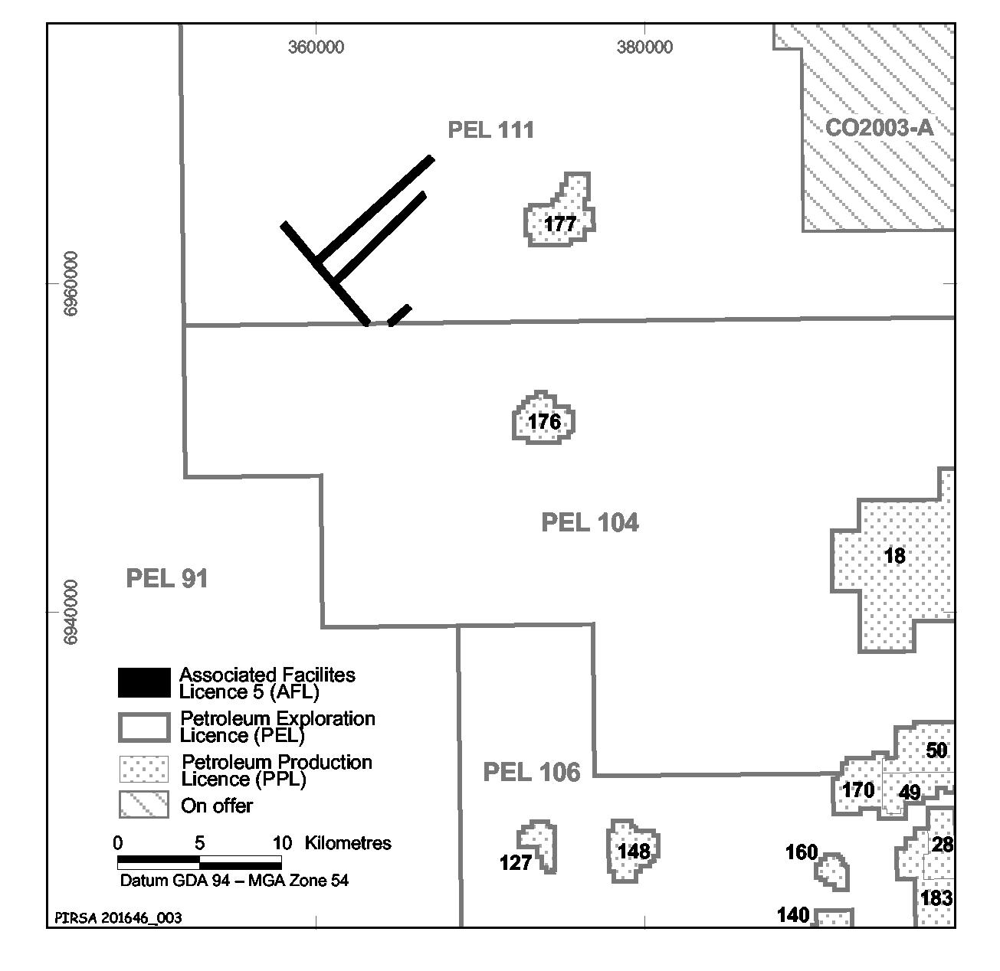 360000
380000
PEL 111
CO2003-A
177
6960000
176
PEL 104
18
PEL 91
6940000
Associated Facilites
Licence 5 (AFL)
Petroleum Exploration
Licence (PEL)
Petroleum Production
Licence (PPL)
On offer
0 5 10 Kilometres
Datum GDA 94 – MGA Zone 54
PIRSA 201646_003
50
PEL 106
170
49
28
148
160
127
183
140